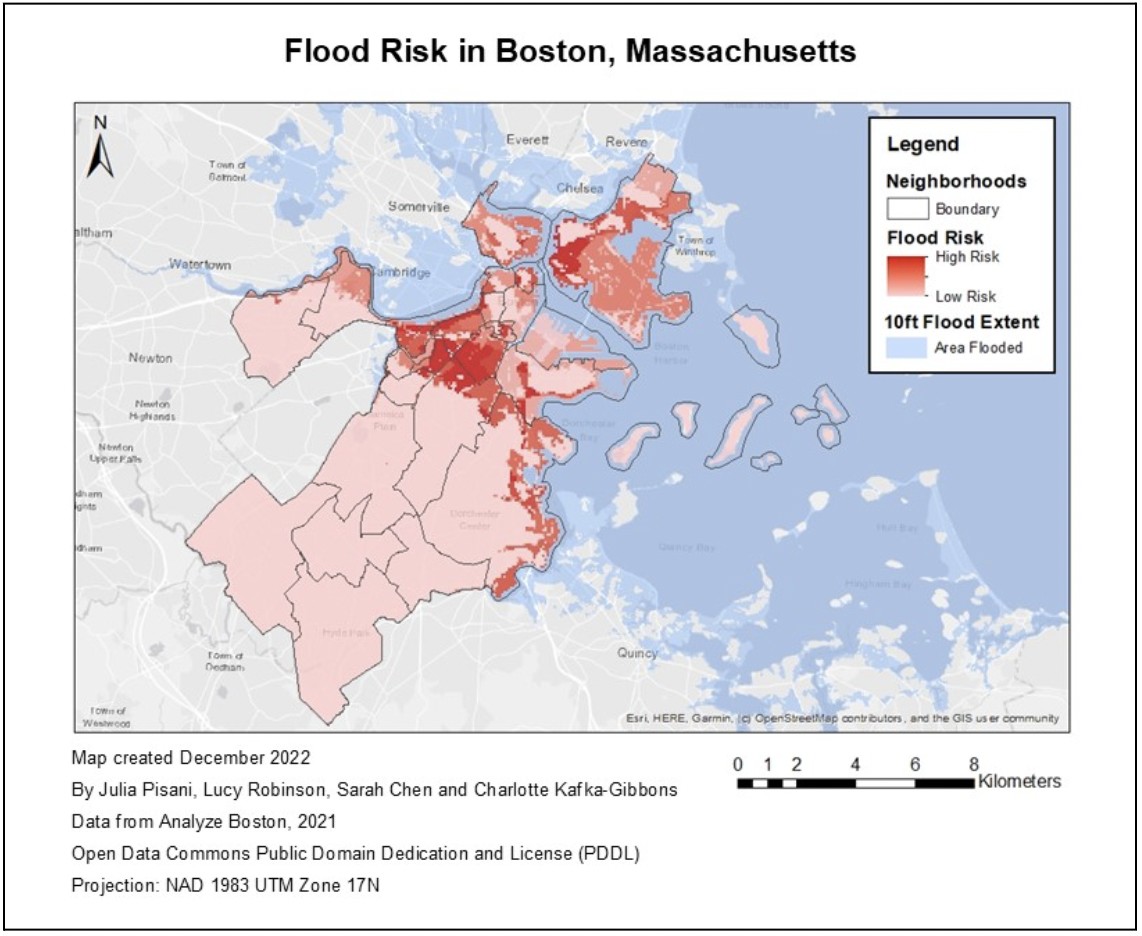 Flood Risk in Boston, Massachusetts
N
Everett
Revere
Town of
Belmont
Chelsea
Somerville
altham
Town of
Winthrop
Watertown
Cambridge
Boston
Harbor
Newton
Newton
Highlands
Jamaica
Plain
Dorchester
Bay
Newton
Upper Falls
dham
ights
Dorchester
Center
Hull Bay
dham
Quincy Bay
Hingham Bay
Hyde Park
Town of
Dedham
Quincy
Town of
Westwood
Esri, HERE, Garmin, (c) OpenStreetMap contributors, and the GIS user community
Legend
Neighborhoods
Boundary
Flood Risk
High Risk
Low Risk
10ft Flood Extent
Area Flooded
Map created December 2022
By Julia Pisani, Lucy Robinson, Sarah Chen and Charlotte Kafka-Gibbons
Data from Analyze Boston, 2021
Open Data Commons Public Domain Dedication and License (PDDL)
Projection: NAD 1983 UTM Zone 17N
0 1 2 4 6 8
Kilometers